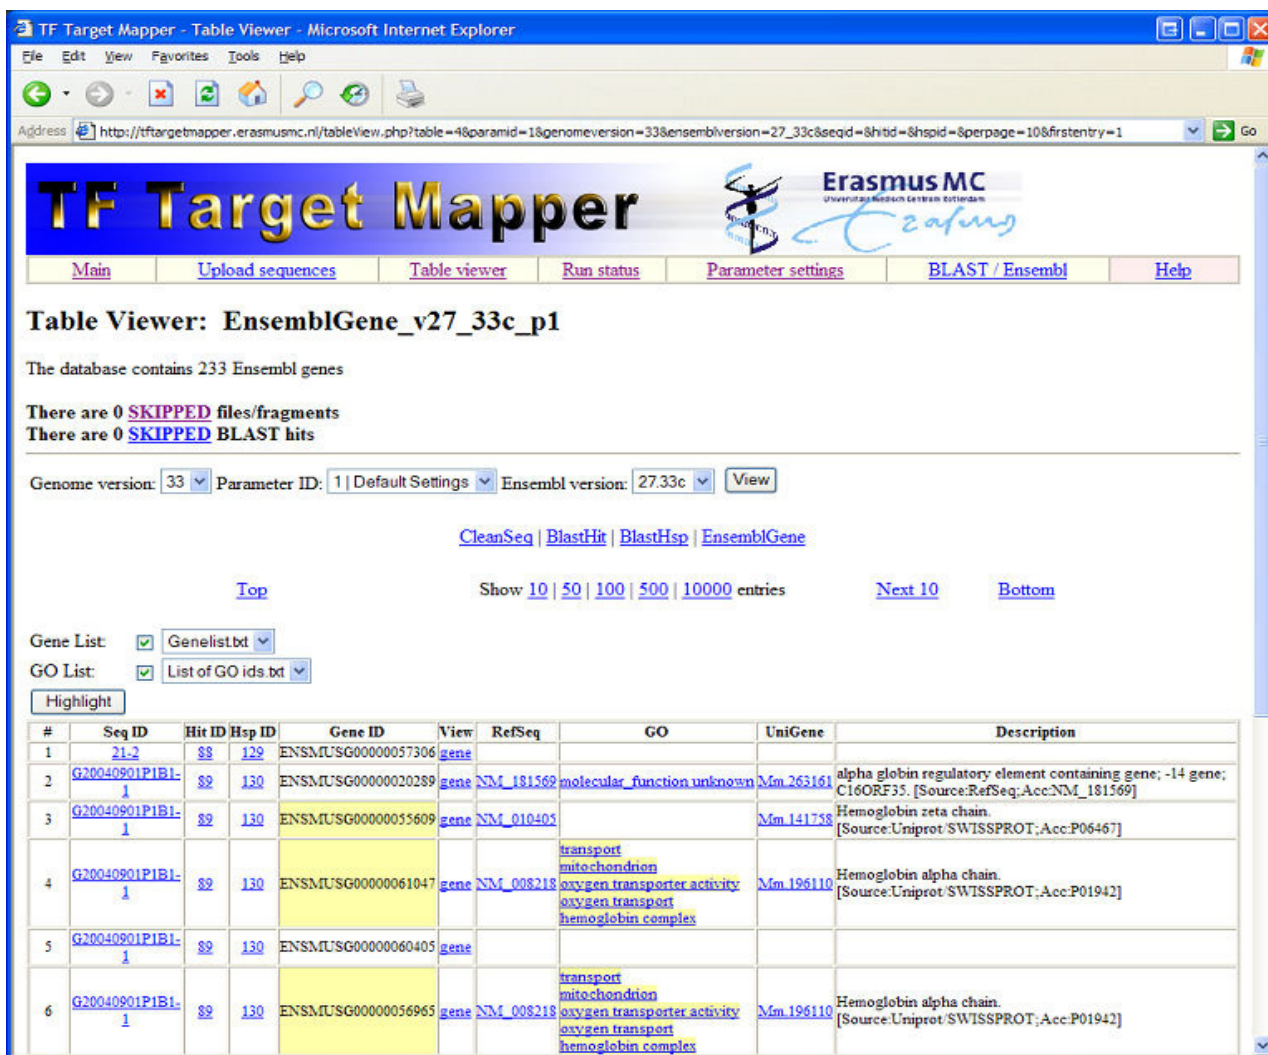 TF Target Mapper - Table Viewer - Microsoft Internet Explorer
File Edit View Favorites Tools Help
Address http://tftargetmapper.erasmusmc.nl/tableView.php?table=4&paramid=1&genomeversion=33&ensemblversion=27_33c&seqid=&hitid=&hspid=&perpage=10&firstentry=1 Go
TF Target Mapper
Erasmus MC
Universitair Medisch Centrum Rotterdam
Erasmus
Main Upload sequences Table viewer Run status Parameter settings BLAST / Ensembl Help
Table Viewer: EnsemblGene_v27_33c_p1
The database contains 233 Ensembl genes
There are 0 SKIPPED files/fragments
There are 0 SKIPPED BLAST hits
Genome version: 33 Parameter ID: 1 | Default Settings Ensembl version: 27.33c View
CleanSeq | BlastHit | BlastHsp | EnsemblGene
Top Show 10 | 50 | 100 | 500 | 10000 entries Next 10 Bottom
Gene List: Genelist.txt
GO List: List of GO ids.txt
Highlight
# Seq ID Hit ID Hsp ID Gene ID View RefSeq GO UniGene Description
1 21-2 88 129 ENSMUSG00000057306 gene
2 G20040901P1B1-1 89 130 ENSMUSG00000020289 gene NM_181569 molecular_function unknown Mm.263161 alpha globin regulatory element containing gene; -14 gene;
C16ORF35. [Source:RefSeq;Acc:NM_181569]
3 G20040901P1B1-1 89 130 ENSMUSG00000055609 gene NM_010405 Mm.141758 Hemoglobin zeta chain.
[Source:Uniprot/SWISSPROT;Acc:P06467]
4 G20040901P1B1-1 89 130 ENSMUSG00000061047 gene NM_008218 transport
mitochondrion
oxygen transporter activity
oxygen transport
hemoglobin complex
Mm.196110 Hemoglobin alpha chain.
[Source:Uniprot/SWISSPROT;Acc:P01942]
5 G20040901P1B1-1 89 130 ENSMUSG00000060405 gene
6 G20040901P1B1-1 89 130 ENSMUSG00000056965 gene NM_008218 transport
mitochondrion
oxygen transporter activity
oxygen transport
hemoglobin complex
Mm.196110 Hemoglobin alpha chain.
[Source:Uniprot/SWISSPROT;Acc:P01942]